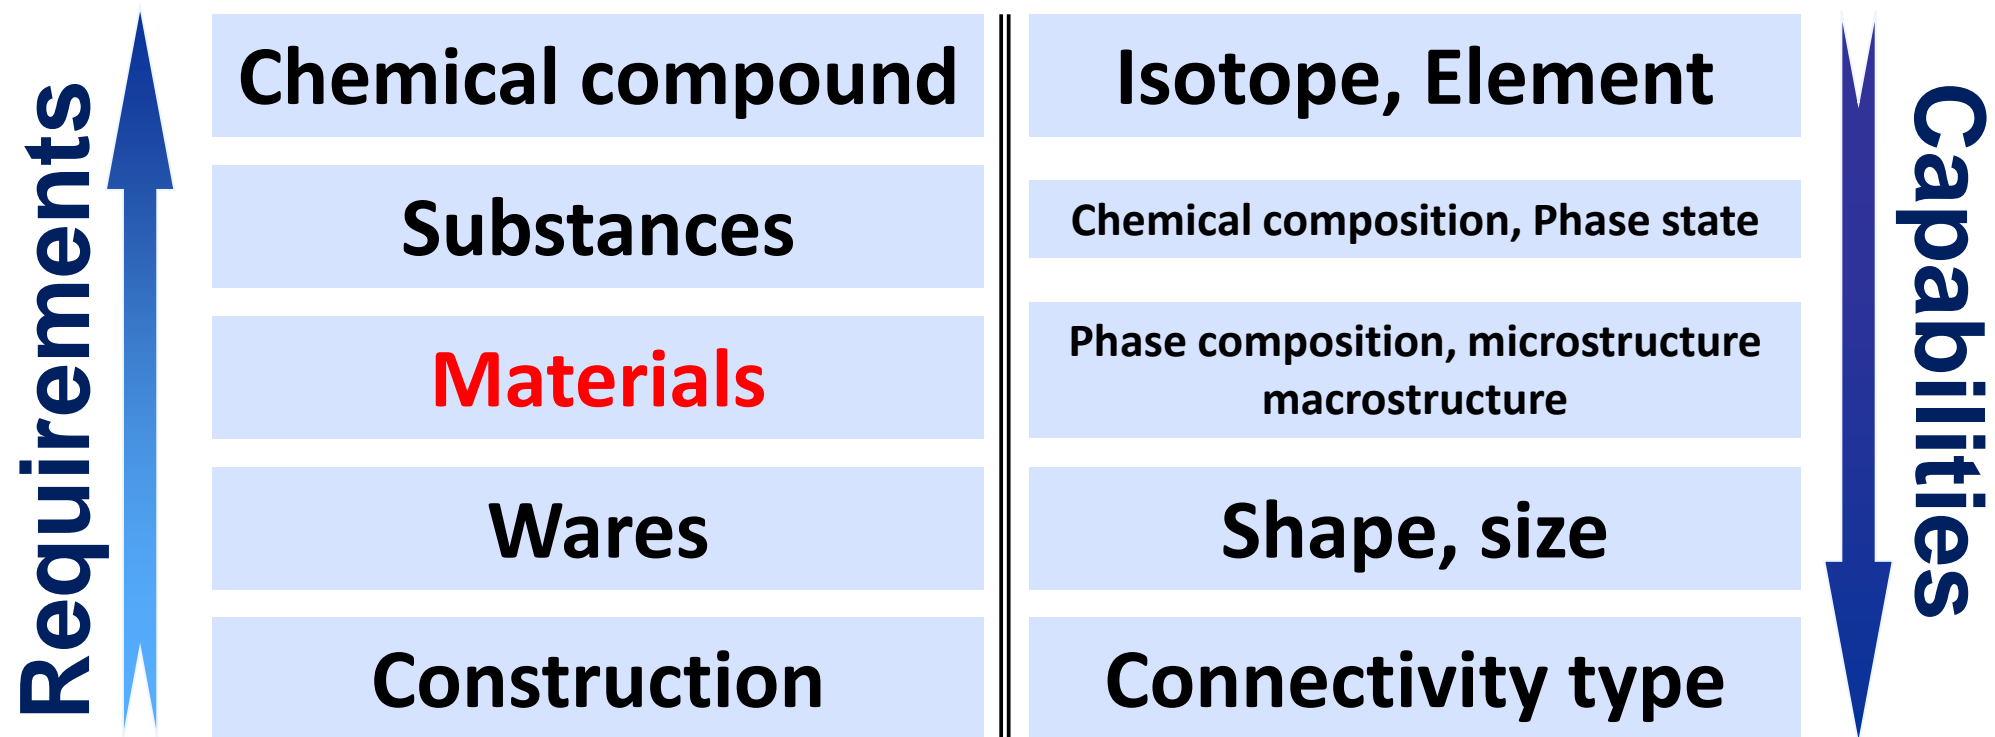 Requirements
Chemical compound
Isotope, Element
Substances
Chemical composition, Phase state
Materials
Phase composition, microstructure
macrostructure
Wares
Shape, size
Construction
Connectivity type
Capabilities